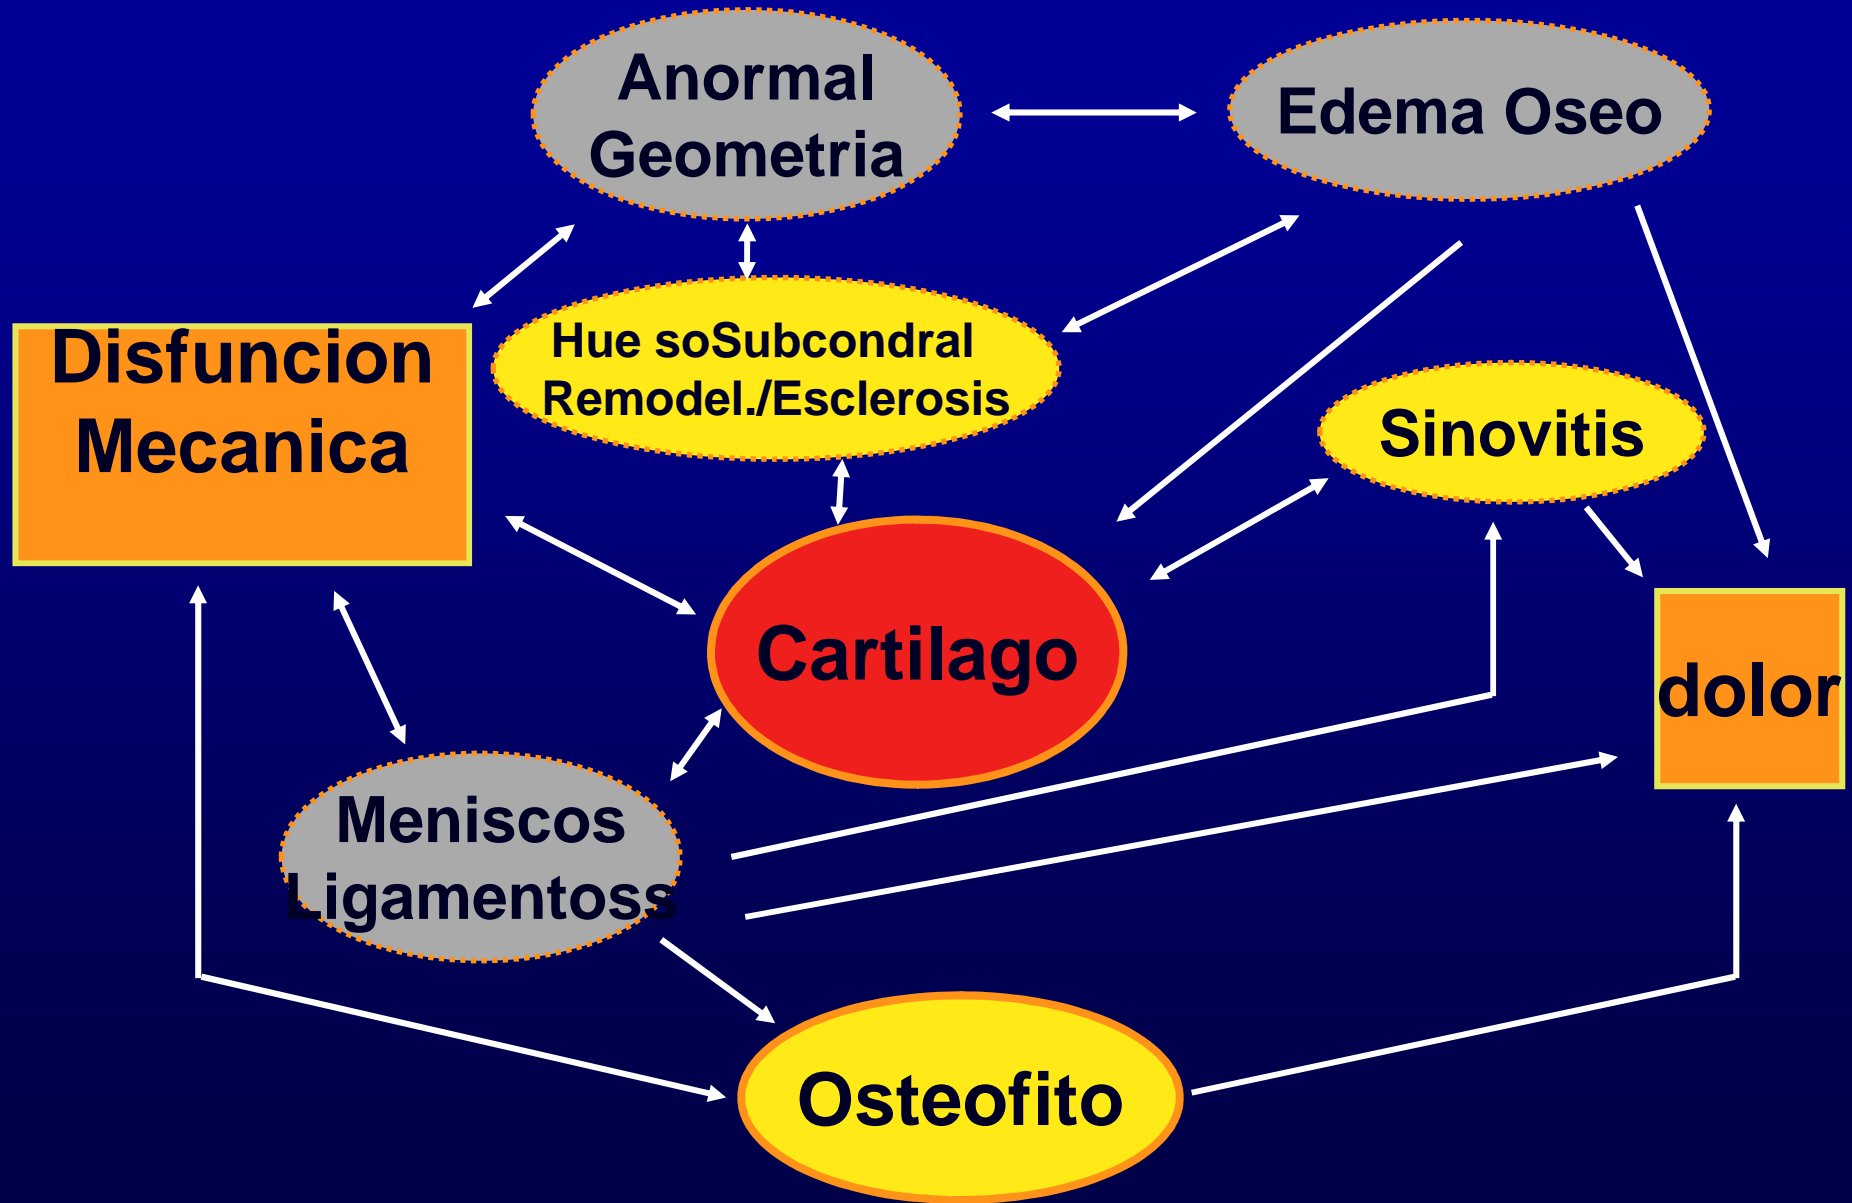 Anormal
Geometria
Edema Oseo
Disfuncion
Mecanica
Hue soSubcondral
Remodel./Esclerosis
Sinovitis
Cartilago
dolor
Meniscos
Ligamentoss
Osteofito